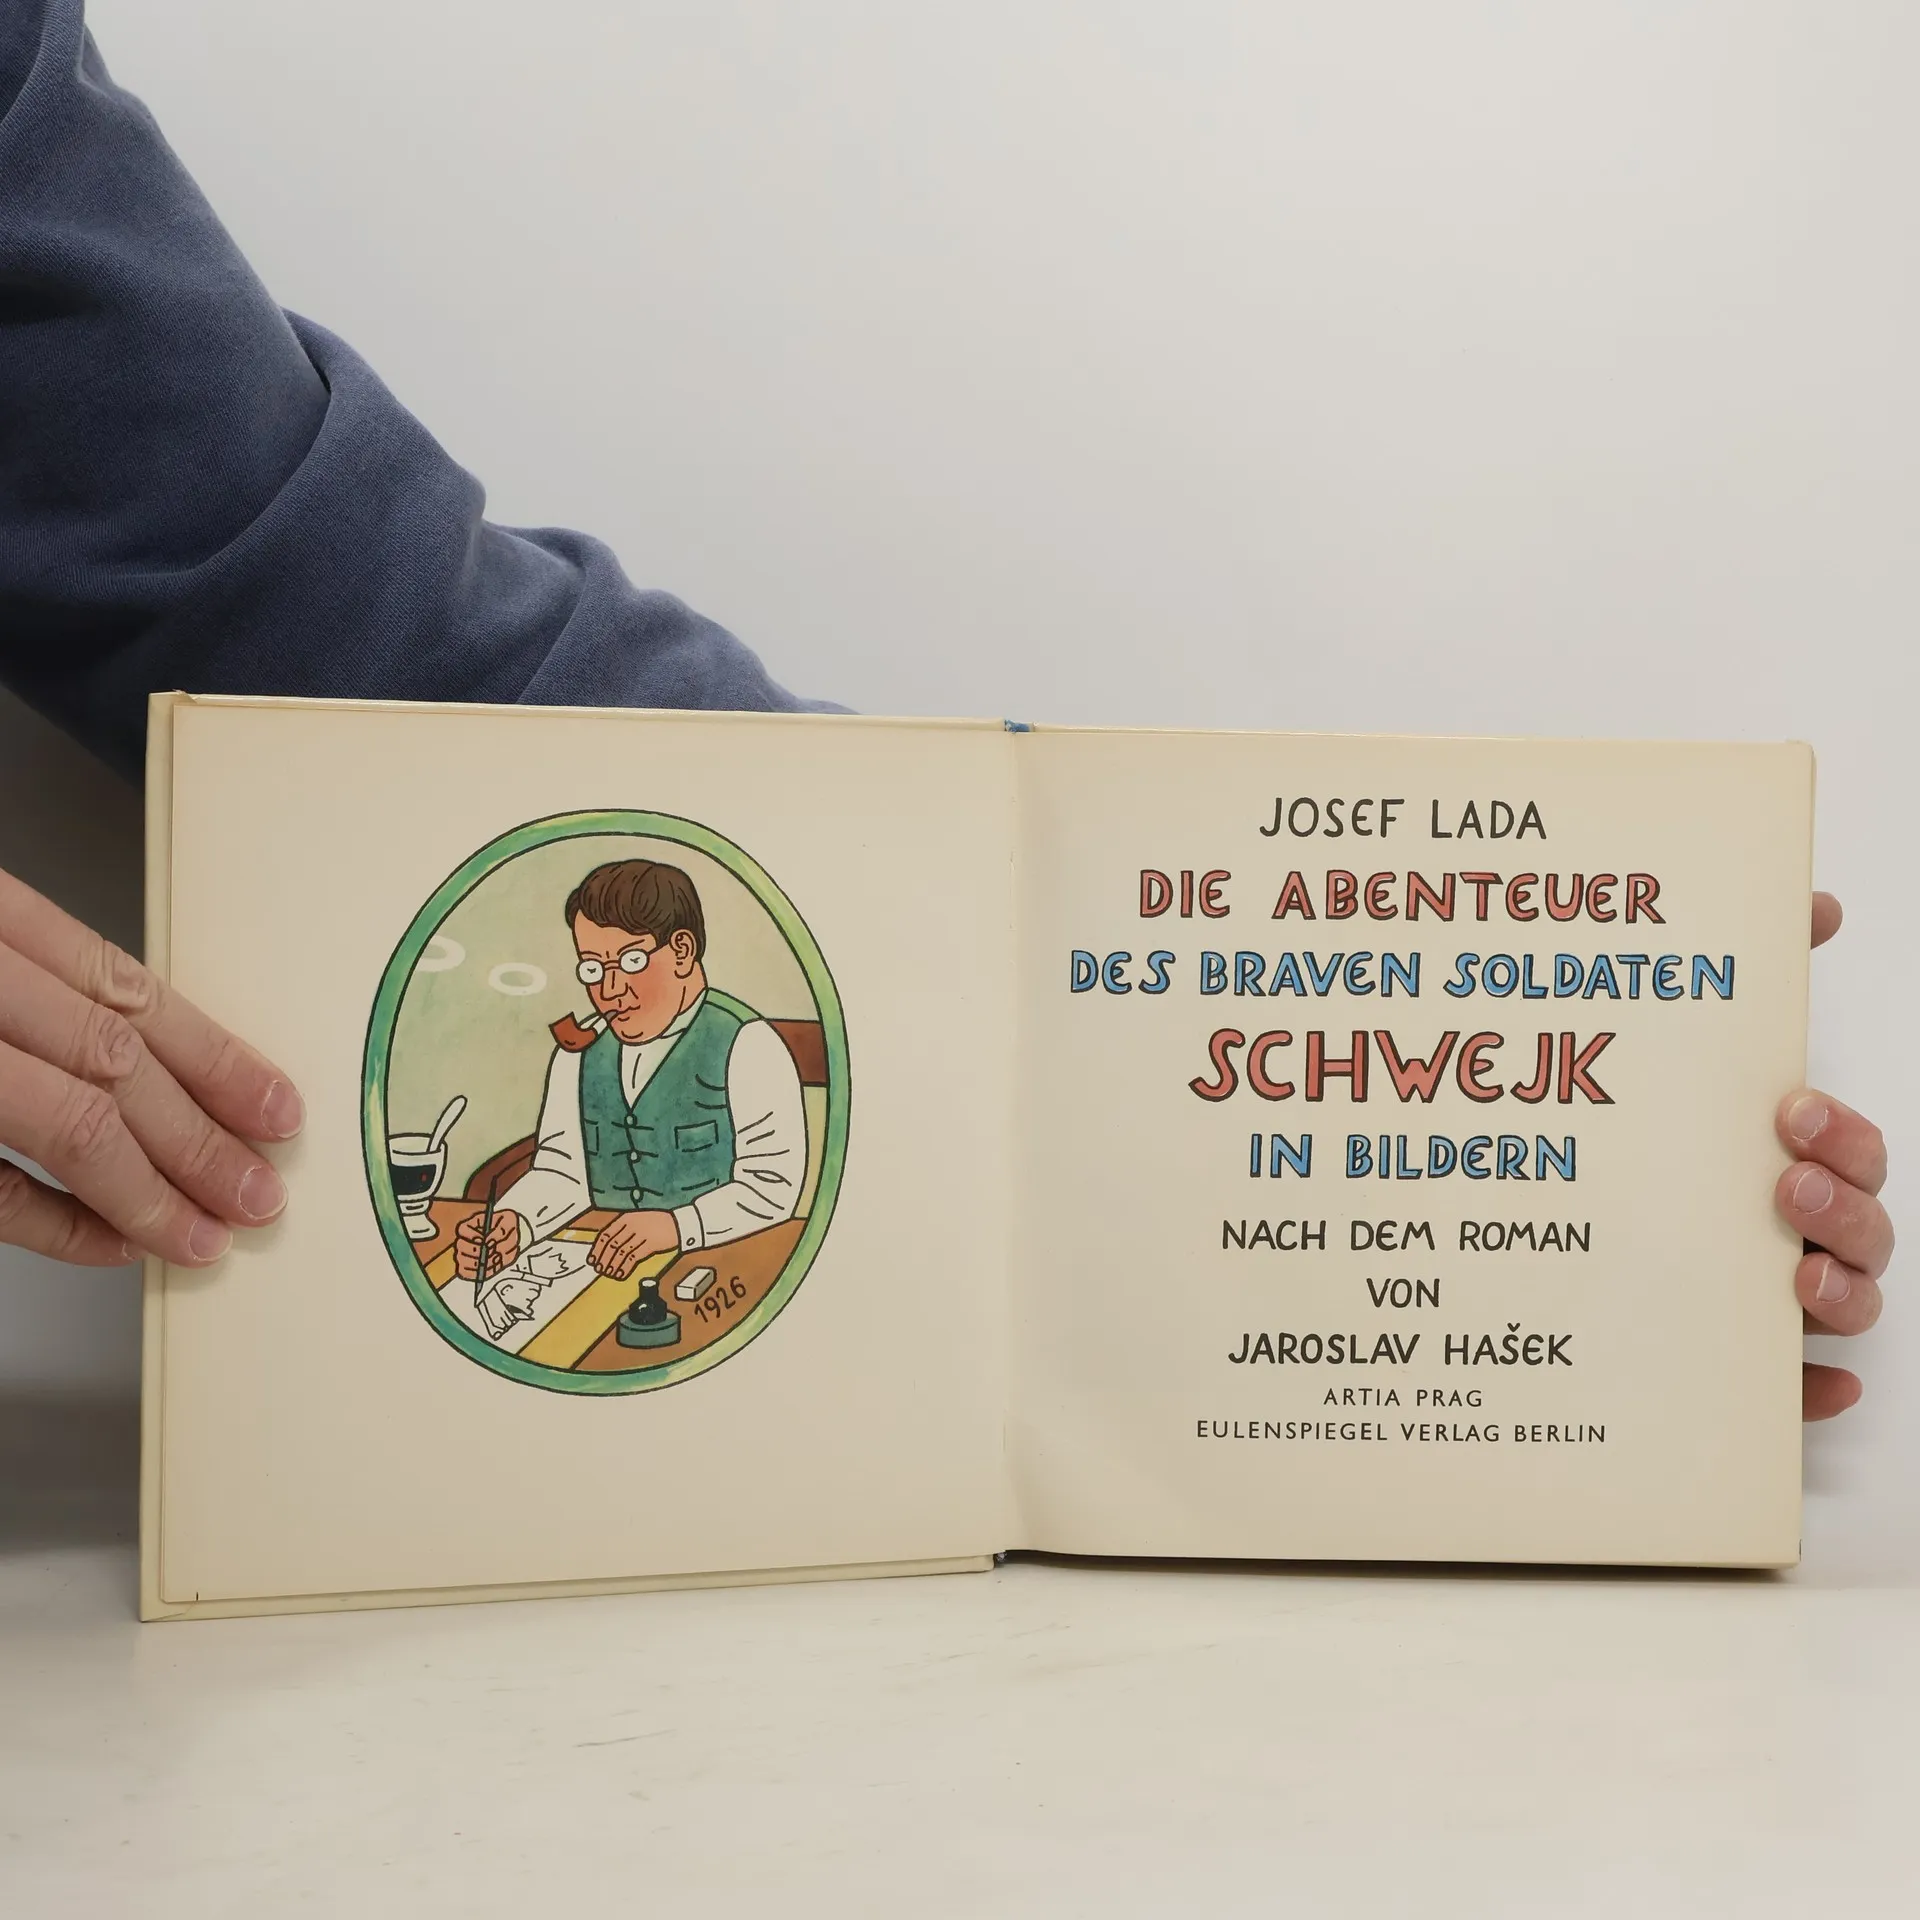 1926
JOSEF LADA
DIE ABENTEUER
DES BRAVEN SOLDATEN
SCHWEJK
IN BILDERN
NACH DEM ROMAN
VON
JAROSLAV HAŠEK
ARTIA PRAG
EULENSPIEGEL VERLAG BERLIN